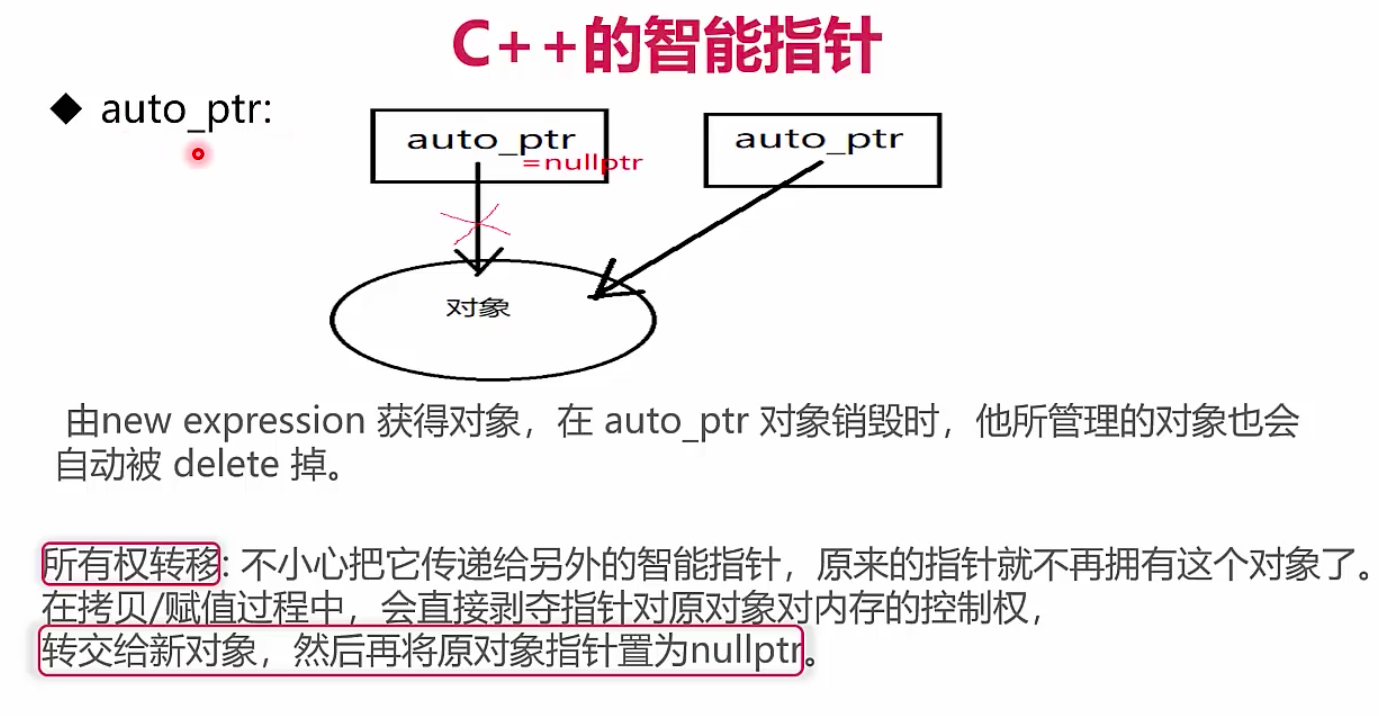 C++的智能指针
◆ auto_ptr:
auto_ptr
=nullptr
auto_ptr
对象
由new expression 获得对象，在 auto_ptr 对象销毁时，他所管理的对象也会
自动被 delete 掉。
所有权转移: 不小心把它传递给另外的智能指针，原来的指针就不再拥有这个对象了。
在拷贝/赋值过程中，会直接剥夺指针对原对象对内存的控制权，
转交给新对象，然后再将原对象指针置为nullptr。